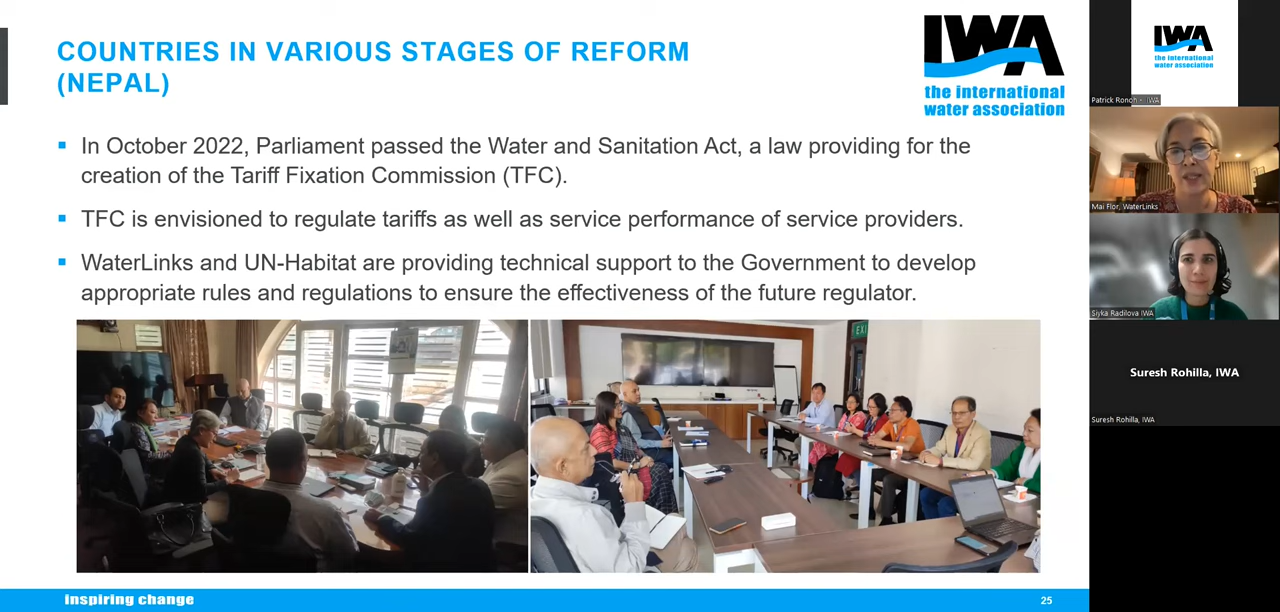 COUNTRIES IN VARIOUS STAGES OF REFORM
(NEPAL)
IWA
the international
water association
▪ In October 2022, Parliament passed the Water and Sanitation Act, a law providing for the
creation of the Tariff Fixation Commission (TFC).
▪ TFC is envisioned to regulate tariffs as well as service performance of service providers.
▪ WaterLinks and UN-Habitat are providing technical support to the Government to develop
appropriate rules and regulations to ensure the effectiveness of the future regulator.
EXI
inspiring change
25
IWA
the international
water association
Patrick Ronoh - IWA
Mai Flor, WaterLinks
Siyka Radilova IWA
Suresh Rohilla, IWA
Suresh Rohilla, IWA